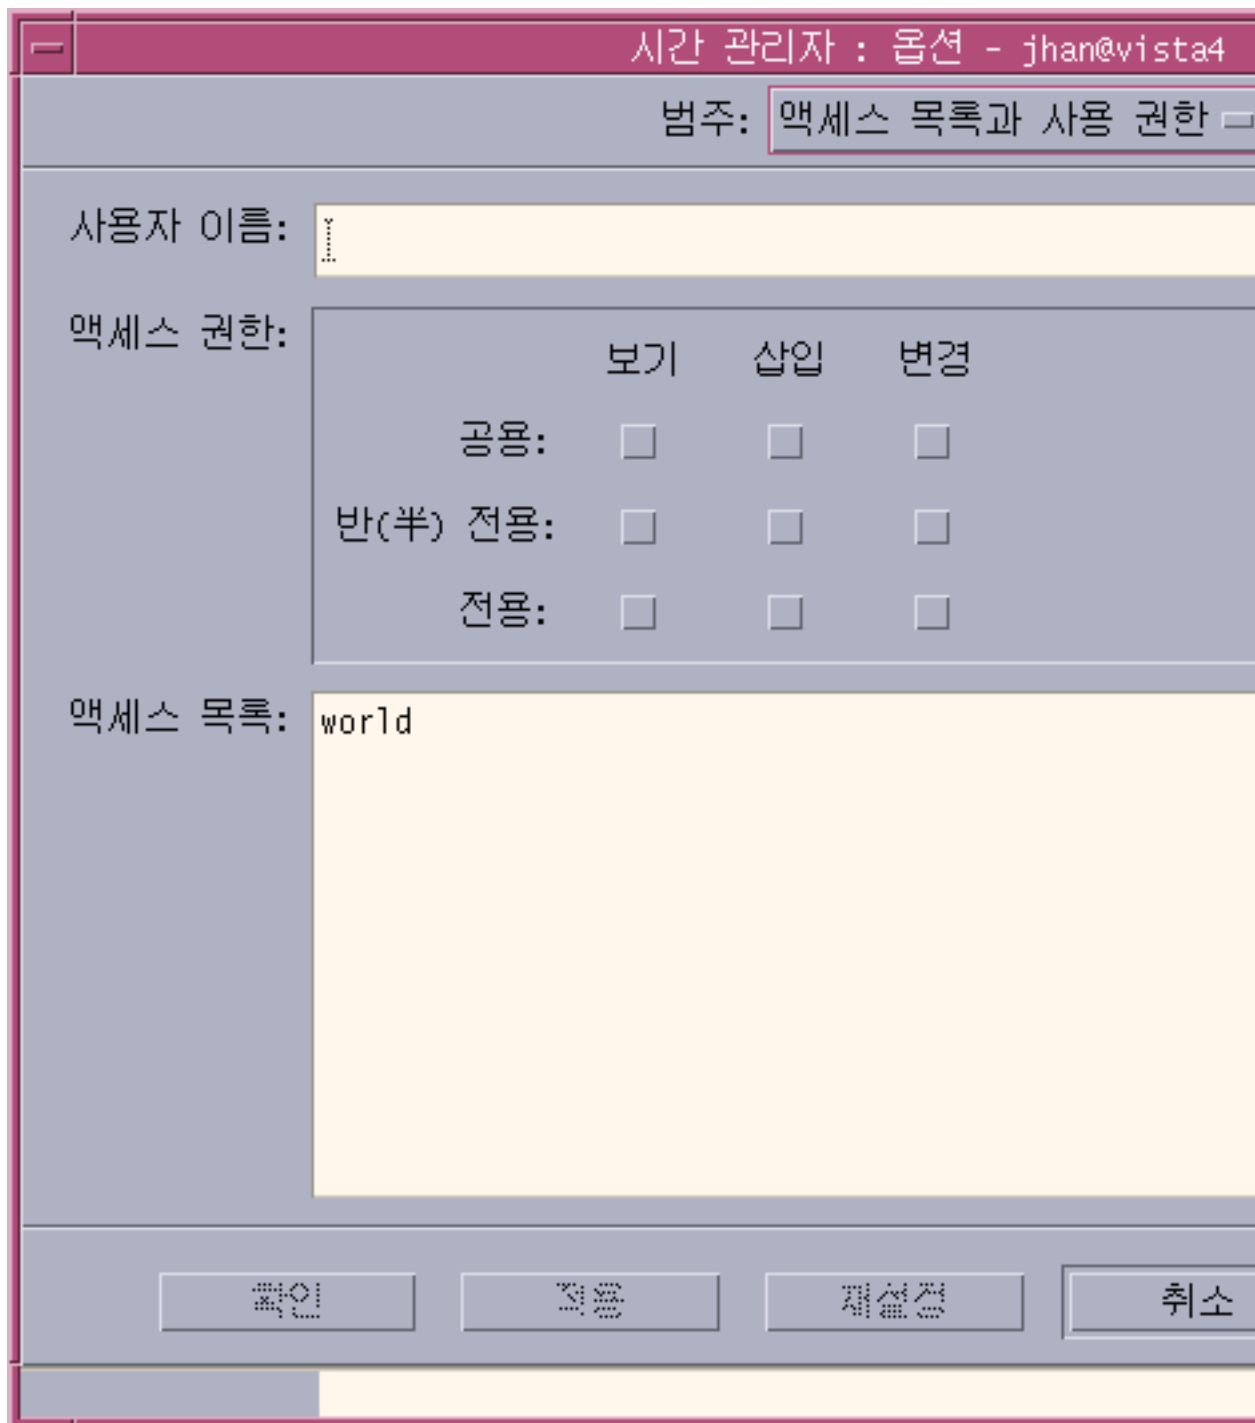 시간 관리자 : 옵션 - jhan@vista4
범주: 액세스 목록과 사용 권한
사용자 이름:
액세스 권한:
보기 삽입 변경
공용:
반(半) 전용:
전용:
액세스 목록: world
확인 적용 재설정 취소